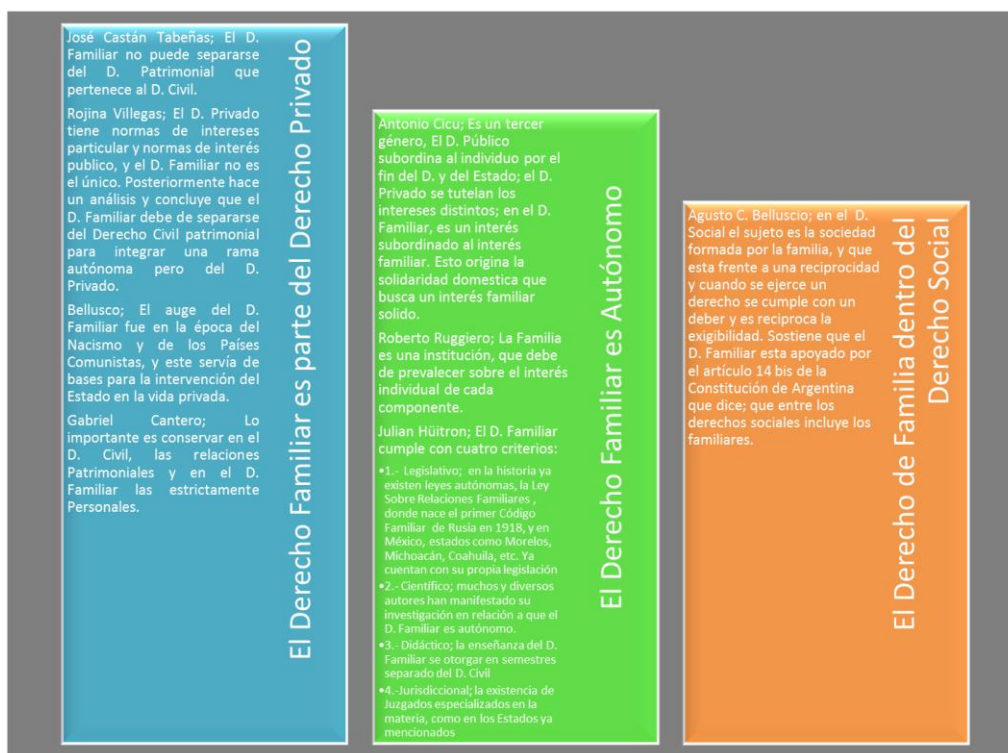 José Castán Tabeñas; El D.
Familiar no puede separarse
del D. Patrimonial que
pertenece al D. Civil.
Rojina Villegas; El D. Privado
tiene normas de intereses
particular y normas de interés
publico, y el D. Familiar no es
el único. Posteriormente hace
un análisis y concluye que el
D. Familiar debe de separarse
del Derecho Civil patrimonial
para integrar una rama
autónoma pero del D.
Privado.
Bellusco; El auge del D.
Familiar fue en la época del
Nacismo y de los Países
Comunistas, y este servía de
bases para la intervención del
Estado en la vida privada.
Gabriel Cantero; Lo
importante es conservar en el
D. Civil, las relaciones
Patrimoniales y en el D.
Familiar las estrictamente
Personales.
El Derecho Familiar es parte del Derecho Privado
Antonio Cicu; Es un tercer
género, El D. Público
subordina al individuo por el
fin del D. y del Estado; el D.
Privado se tutelan los
intereses distintos; en el D.
Familiar, es un interés
subordinado al interés
familiar. Esto origina la
solidaridad domestica que
busca un interés familiar
solido.
Roberto Ruggiero; La Familia
es una institución, que debe
de prevalecer sobre el interés
individual de cada
componente.
Julian Hüitron; El D. Familiar
cumple con cuatro criterios:
•1.- Legislativo; en la historia ya
existen leyes autónomas, la Ley
Sobre Relaciones Familiares ,
donde nace el primer Código
Familiar de Rusia en 1918, y en
México, estados como Morelos,
Michoacán, Coahuila, etc. Ya
cuentan con su propia legislación
•2.- Científico; muchos y diversos
autores han manifestado su
investigación en relación a que el
D. Familiar es autónomo.
•3.- Didáctico; la enseñanza del D.
Familiar se otorgar en semestres
separado del D. Civil
•4.-Jurisdiccional; la existencia de
Juzgados especializados en la
materia, como en los Estados ya
mencionados
El Derecho Familiar es Autónomo
Agusto C. Belluscio; en el D.
Social el sujeto es la sociedad
formada por la familia, y que
esta frente a una reciprocidad
y cuando se ejerce un
derecho se cumple con un
deber y es reciproca la
exigibilidad. Sostiene que el
D. Familiar esta apoyado por
el artículo 14 bis de la
Constitución de Argentina
que dice; que entre los
derechos sociales incluye los
familiares.
El Derecho de Familia dentro del
Derecho Social